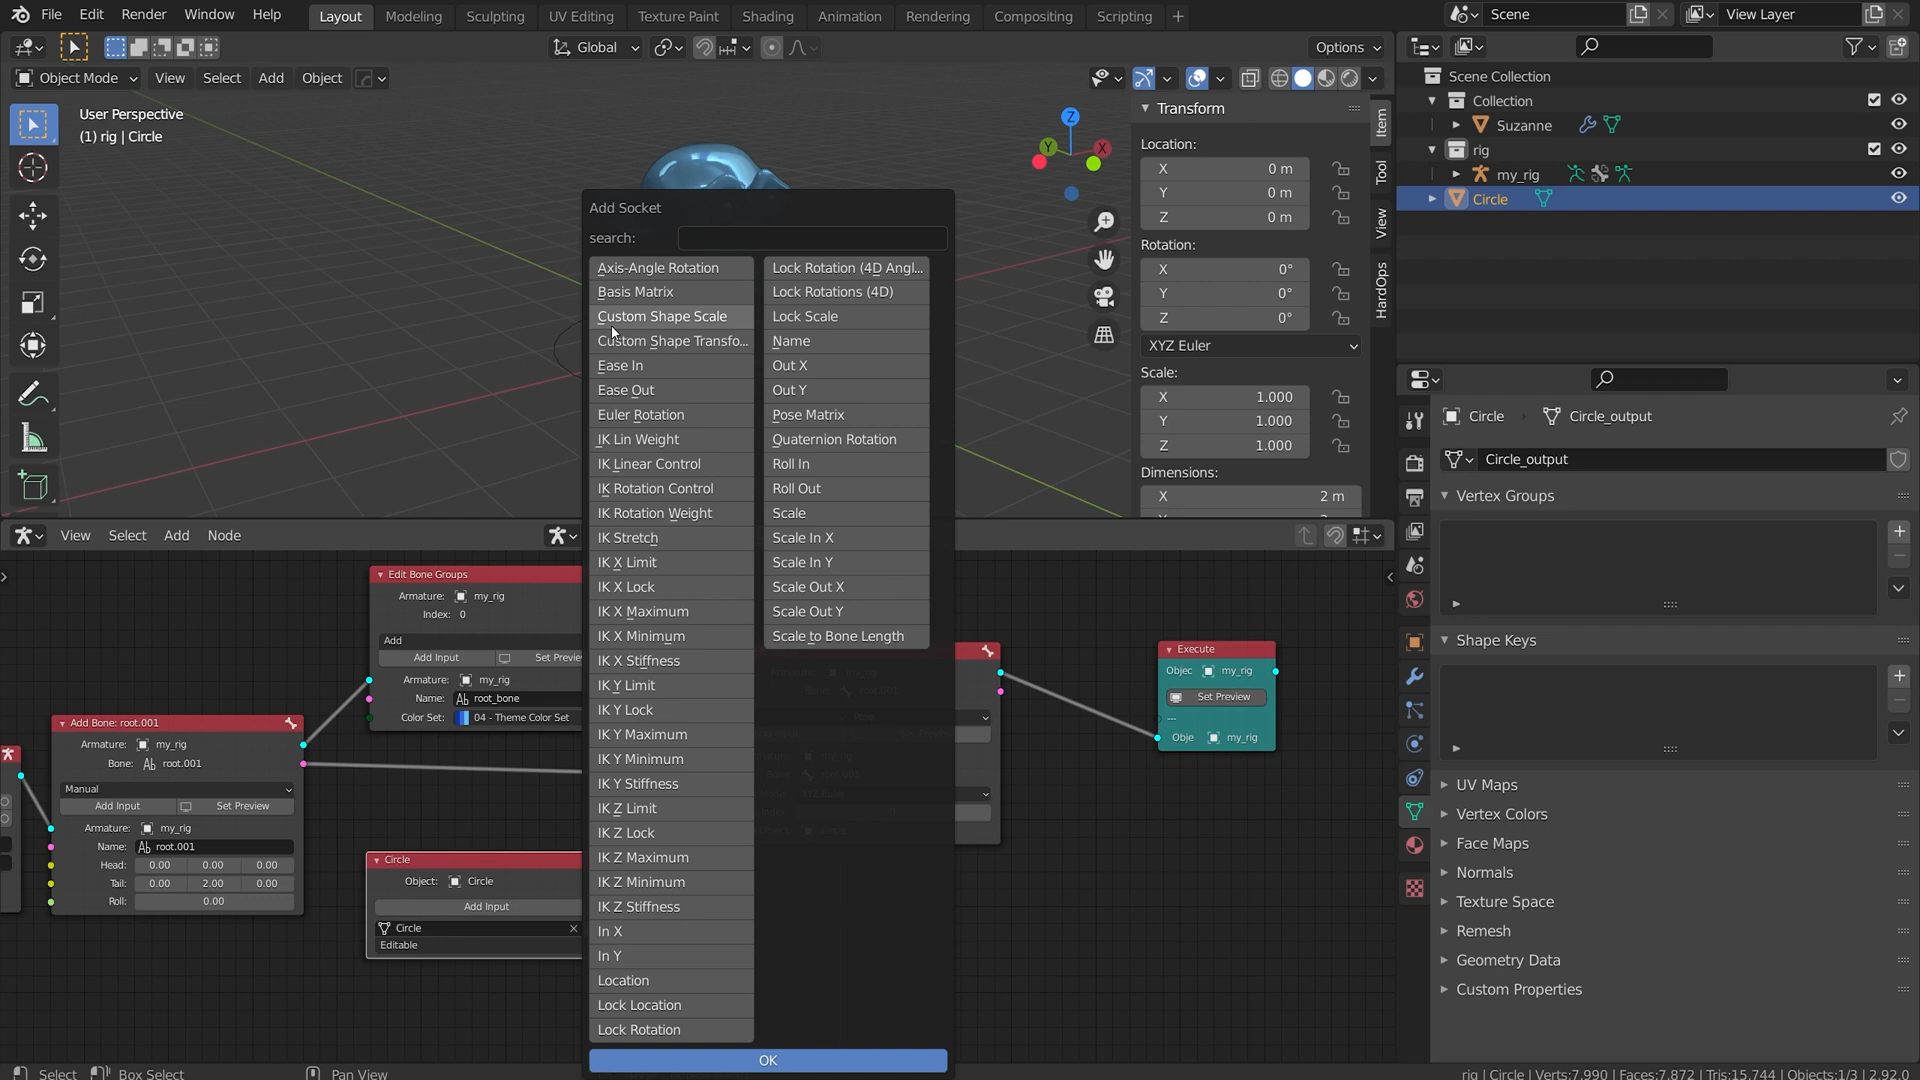 File Edit Render Window Help Layout Modeling Sculpting UV Editing Texture Paint Shading Animation Rendering Compositing Scripting + Scene View Layer
Global Options
Object Mode View Select Add Object
User Perspective
(1) rig | Circle
Z
Y
X
Transform
Location:
X 0 m
Y 0 m
Z 0 m
Rotation:
X 0°
Y 0°
Z 0°
XYZ Euler
Scale:
X 1.000
Y 1.000
Z 1.000
Dimensions:
X 2 m
Item
Tool
View
HardOps
Scene Collection
Collection
Suzanne
rig
my_rig
Circle
Circle Circle_output
Circle_output
Vertex Groups
Shape Keys
UV Maps
Vertex Colors
Face Maps
Normals
Texture Space
Remesh
Geometry Data
Custom Properties
Add Socket
search:
Axis-Angle Rotation
Basis Matrix
Custom Shape Scale
Custom Shape Transfo...
Ease In
Ease Out
Euler Rotation
IK Lin Weight
IK Linear Control
IK Rotation Control
IK Rotation Weight
IK Stretch
IK X Limit
IK X Lock
IK X Maximum
IK X Minimum
IK X Stiffness
IK Y Limit
IK Y Lock
IK Y Maximum
IK Y Minimum
IK Y Stiffness
IK Z Limit
IK Z Lock
IK Z Maximum
IK Z Minimum
IK Z Stiffness
In X
In Y
Location
Lock Location
Lock Rotation
Lock Rotation (4D Angl...
Lock Rotations (4D)
Lock Scale
Name
Out X
Out Y
Pose Matrix
Quaternion Rotation
Roll In
Roll Out
Scale
Scale In X
Scale In Y
Scale Out X
Scale Out Y
Scale to Bone Length
OK
View Select Add Node
Edit Bone Groups
Armature: my_rig
Index: 0
Add
Add Input Set Previe
Armature: my_rig
Name: root_bone
Color Set: 04 - Theme Color Set
Add Bone: root.001
Armature: my_rig
Bone: root.001
Manual
Add Input Set Preview
Armature: my_rig
Name: root.001
Head: 0.00 0.00 0.00
Tail: 0.00 2.00 0.00
Roll: 0.00
Circle
Object: Circle
Add Input
Circle
Editable
Execute
Objec my_rig
Set Preview
---
Obje my_rig
Select Box Select Pan View rig | Circle | Verts:7,990 | Faces:7,872 | Tris:15,744 | Objects:1/3 | 2.92.0